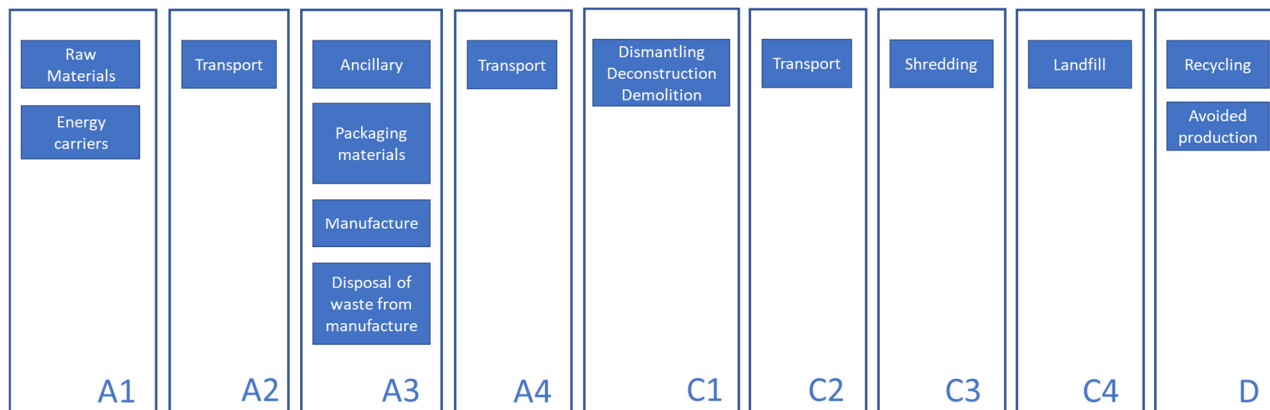 Raw
Materials
Energy
carriers
A1
Transport
A2
Ancillary
Packaging
materials
Manufacture
Disposal of
waste from
manufacture
A3
Transport
A4
Dismantling
Deconstruction
Demolition
C1
Transport
C2
Shredding
C3
Landfill
C4
Recycling
Avoided
production
D